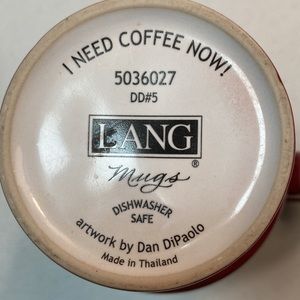 I NEED COFFEE NOW!
5036027
DD#5
LANG
®
Mugs
DISHWASHER
SAFE
artwork by Dan DiPaolo
Made in Thailand